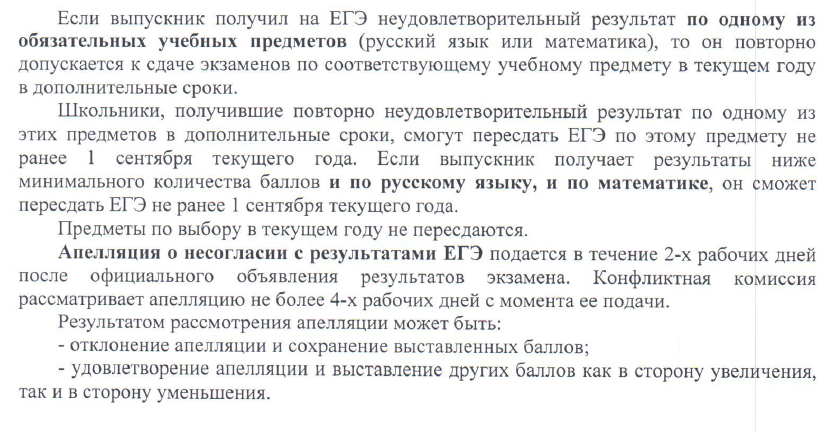 Если выпускник получил на ЕГЭ неудовлетворительный результат по одному из
обязательных учебных предметов (русский язык или математика), то он повторно
допускается к сдаче экзаменов по соответствующему учебному предмету в текущем году
в дополнительные сроки.
Школьники, получившие повторно неудовлетворительный результат по одному из
этих предметов в дополнительные сроки, смогут пересдать ЕГЭ по этому предмету не
ранее 1 сентября текущего года. Если выпускник получает результаты ниже
минимального количества баллов и по русскому языку, и по математике, он сможет
пересдать ЕГЭ не ранее 1 сентября текущего года.
Предметы по выбору в текущем году не пересдаются.
Апелляция о несогласии с результатами ЕГЭ подается в течение 2-х рабочих дней
после официального объявления результатов экзамена. Конфликтная комиссия
рассматривает апелляцию не более 4-х рабочих дней с момента ее подачи.
Результатом рассмотрения апелляции может быть:
- отклонение апелляции и сохранение выставленных баллов;
- удовлетворение апелляции и выставление других баллов как в сторону увеличения,
так и в сторону уменьшения.